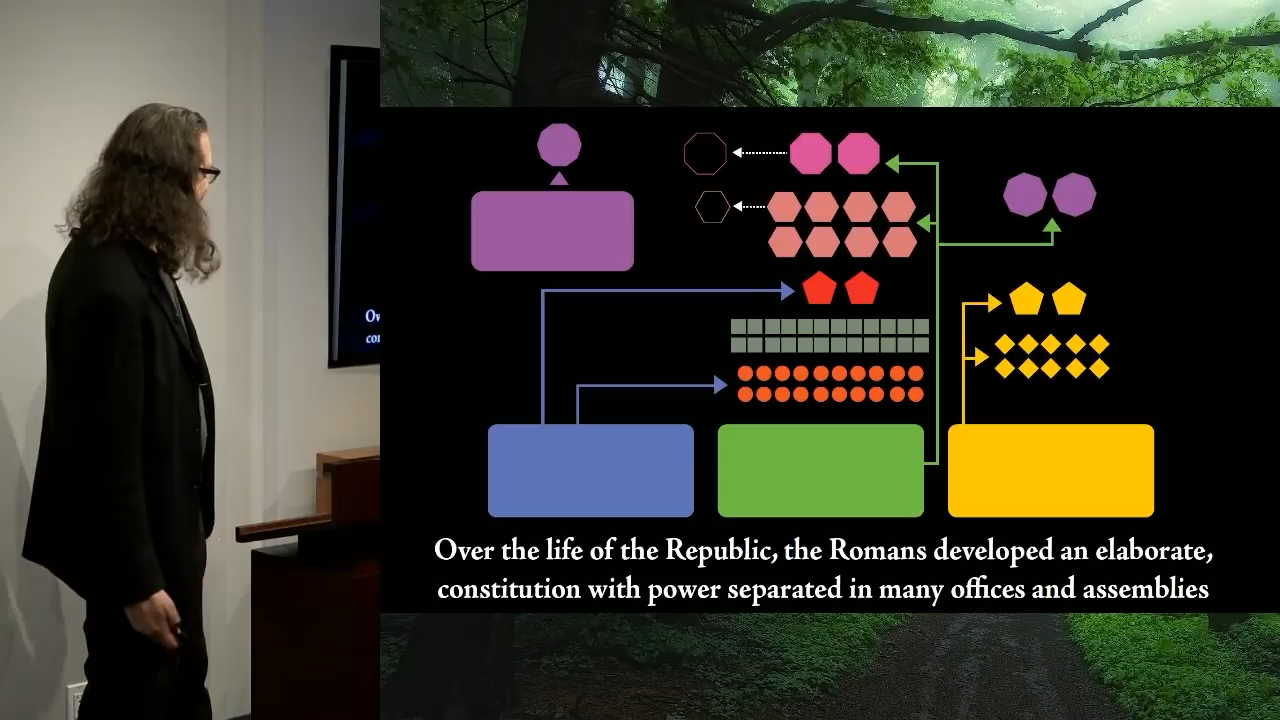 Over the life of the Republic, the Romans developed an elaborate,
constitution with power separated in many offices and assemblies